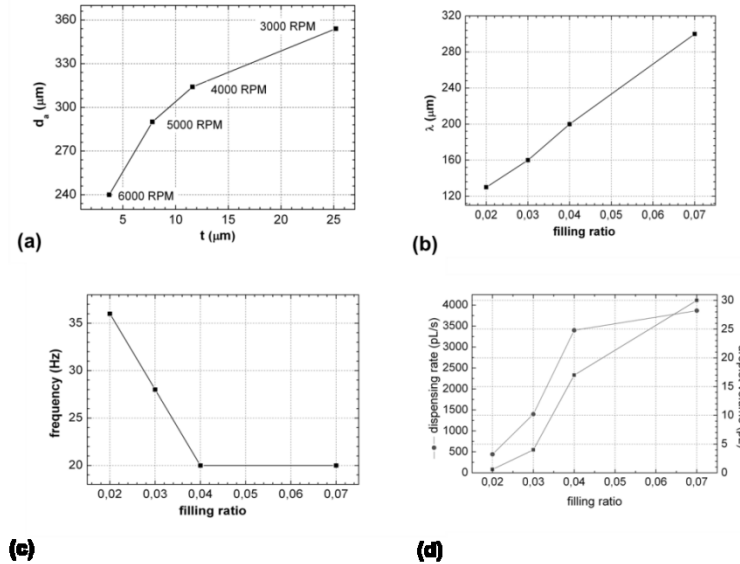 360
330
300
270
240
d_a (µm)
3000 RPM
4000 RPM
5000 RPM
6000 RPM
5 10 15 20 25
t (µm)
(a)
320
280
240
200
160
120
λ (µm)
0,02 0,03 0,04 0,05 0,06 0,07
filling ratio
(b)
35
30
25
20
frequency (Hz)
0,02 0,03 0,04 0,05 0,06 0,07
filling ratio
(c)
4000
3500
3000
2500
2000
1500
1000
500
0
dispensing rate (pL/s)
30
25
20
15
10
5
0
0,02 0,03 0,04 0,05 0,06 0,07
filling ratio
(d)